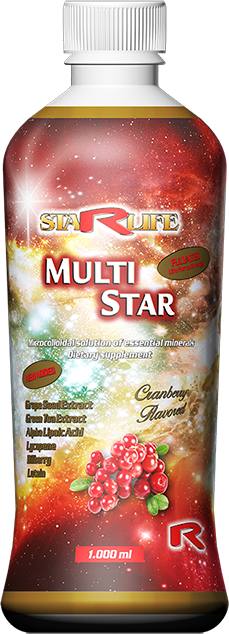 STARLIFE
MULTI
STAR
Microcolloidal solution of essential minerals
Dietary supplement
Cranberry
Flavored
Grape Seed Extract
Green Tea Extract
Alpha Lipoic Acid
Lycopene
Bilberry
Lutein
R
1.000 ml